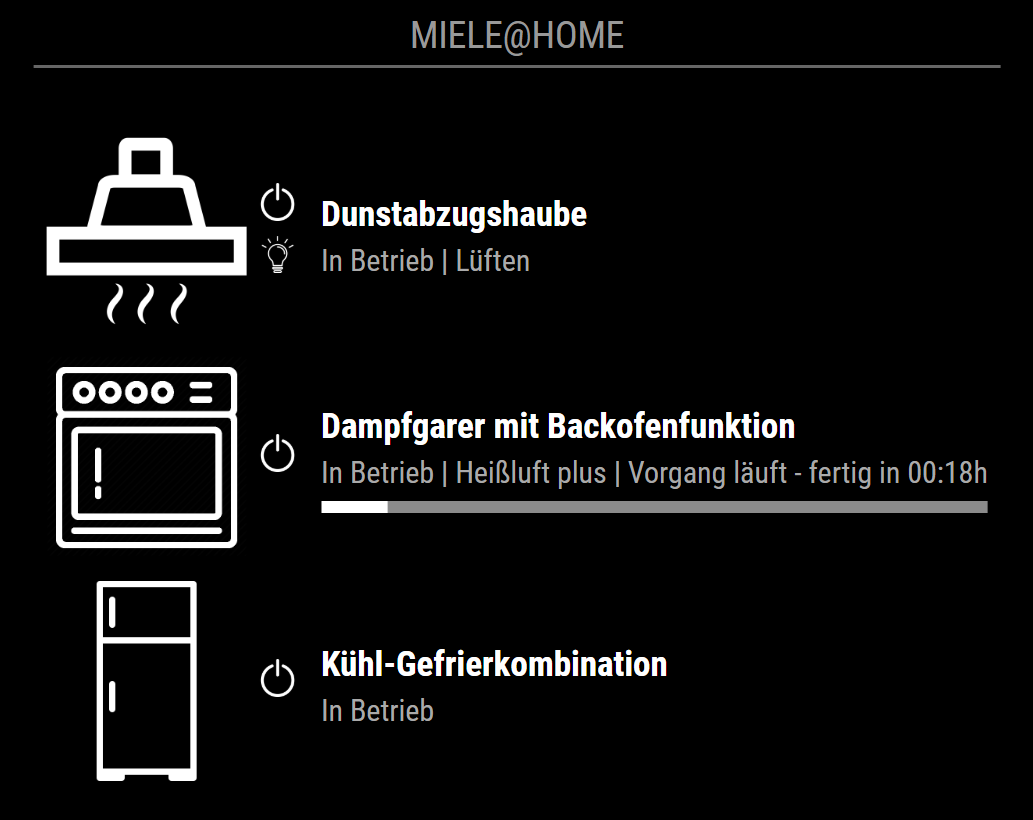 MIELE@HOME
Dunstabzugshaube
In Betrieb | Lüften
Dampfgarer mit Backofenfunktion
In Betrieb | Heißluft plus | Vorgang läuft - fertig in 00:18h
Kühl-Gefrierkombination
In Betrieb